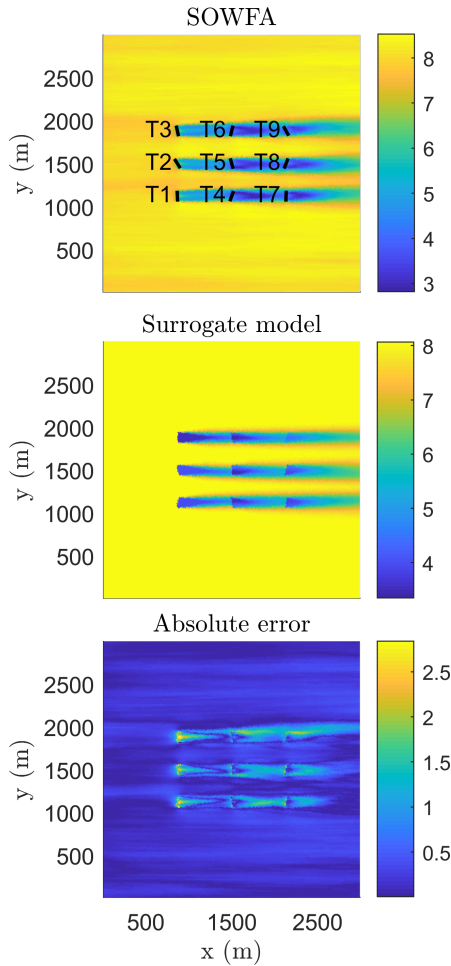 SOWFA
y (m)
2500
2000
1500
1000
500
T3 T6 T9
T2 T5 T8
T1 T4 T7
8
7
6
5
4
3
Surrogate model
y (m)
2500
2000
1500
1000
500
8
7
6
5
4
Absolute error
y (m)
2500
2000
1500
1000
500
2.5
2
1.5
1
0.5
500 1500 2500
x (m)